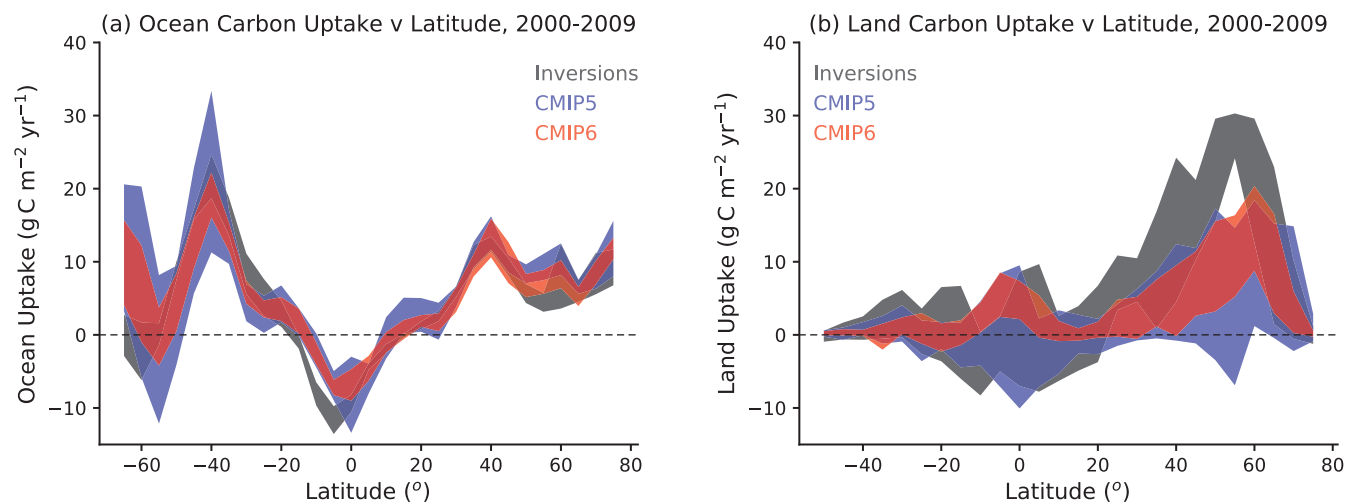 (a) Ocean Carbon Uptake v Latitude, 2000-2009
Ocean Uptake (g C m⁻² yr⁻¹)
40
30
20
10
0
−10
Inversions
CMIP5
CMIP6
−60 −40 −20 0 20 40 60 80
Latitude (°)
(b) Land Carbon Uptake v Latitude, 2000-2009
Land Uptake (g C m⁻² yr⁻¹)
40
30
20
10
0
−10
Inversions
CMIP5
CMIP6
−40 −20 0 20 40 60 80
Latitude (°)